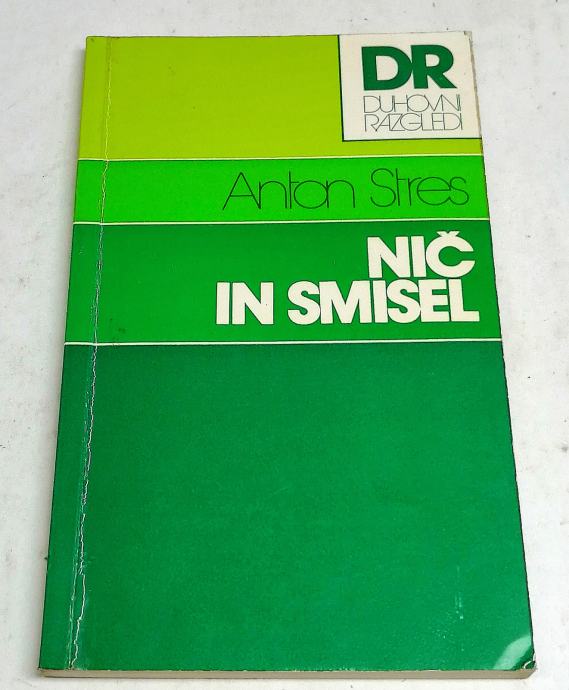 DR
DUHOVNI
RAZGLEDI
Anton Stres
NIČ
IN SMISEL